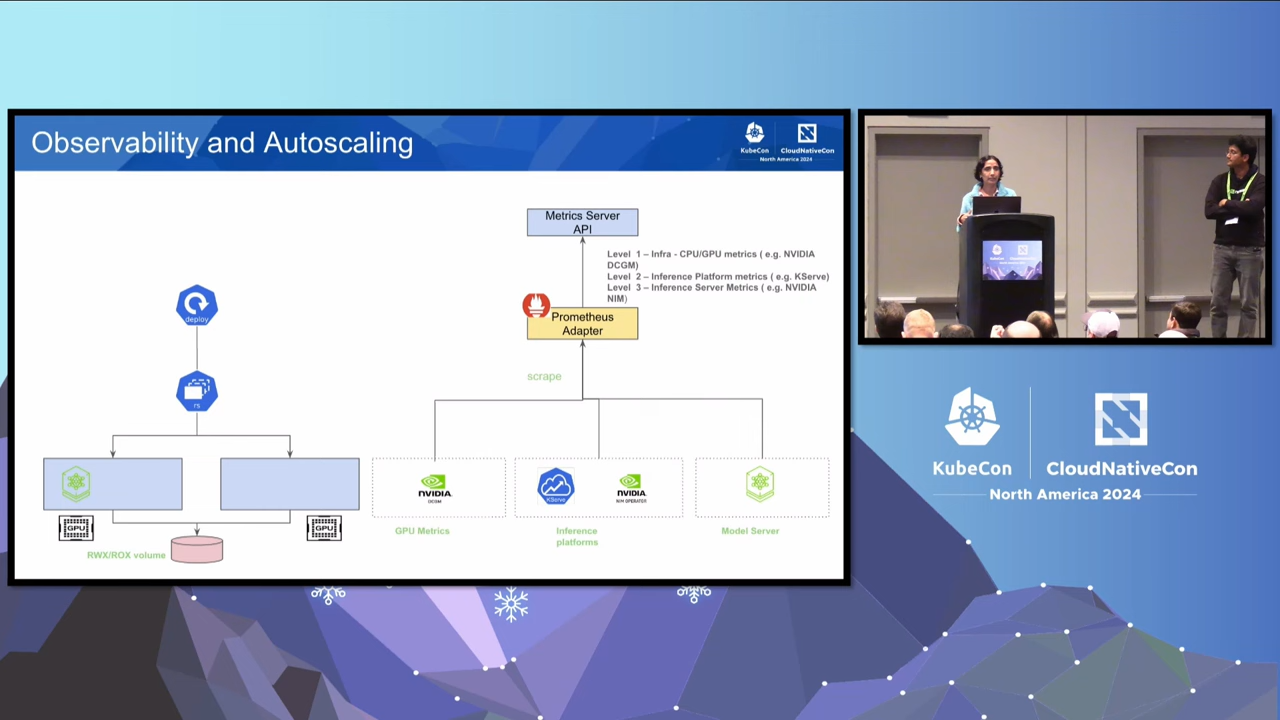 Observability and Autoscaling
KubeCon
CloudNativeCon
North America 2024
Metrics Server
API
Level 1 – Infra - CPU/GPU metrics ( e.g. NVIDIA
DCGM)
Level 2 – Inference Platform metrics ( e.g. KServe)
Level 3 – Inference Server Metrics ( e.g. NVIDIA
NIM)
Prometheus
Adapter
scrape
deploy
rs
GPU
GPU
RWX/ROX volume
NVIDIA
DCGM
KServe
NVIDIA
NIM OPERATOR
GPU Metrics
Inference
platforms
Model Server
KubeCon
CloudNativeCon
North America 2024